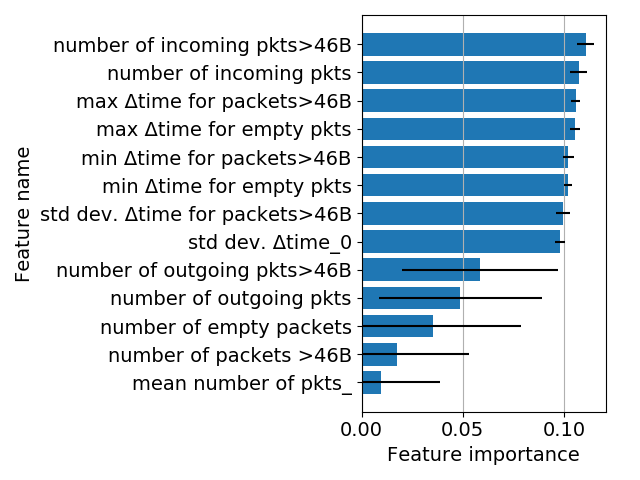 number of incoming pkts>46B
number of incoming pkts
max Δtime for packets>46B
max Δtime for empty pkts
min Δtime for packets>46B
min Δtime for empty pkts
std dev. Δtime for packets>46B
std dev. Δtime_0
number of outgoing pkts>46B
number of outgoing pkts
number of empty packets
number of packets >46B
mean number of pkts_
Feature name
0.00 0.05 0.10
Feature importance